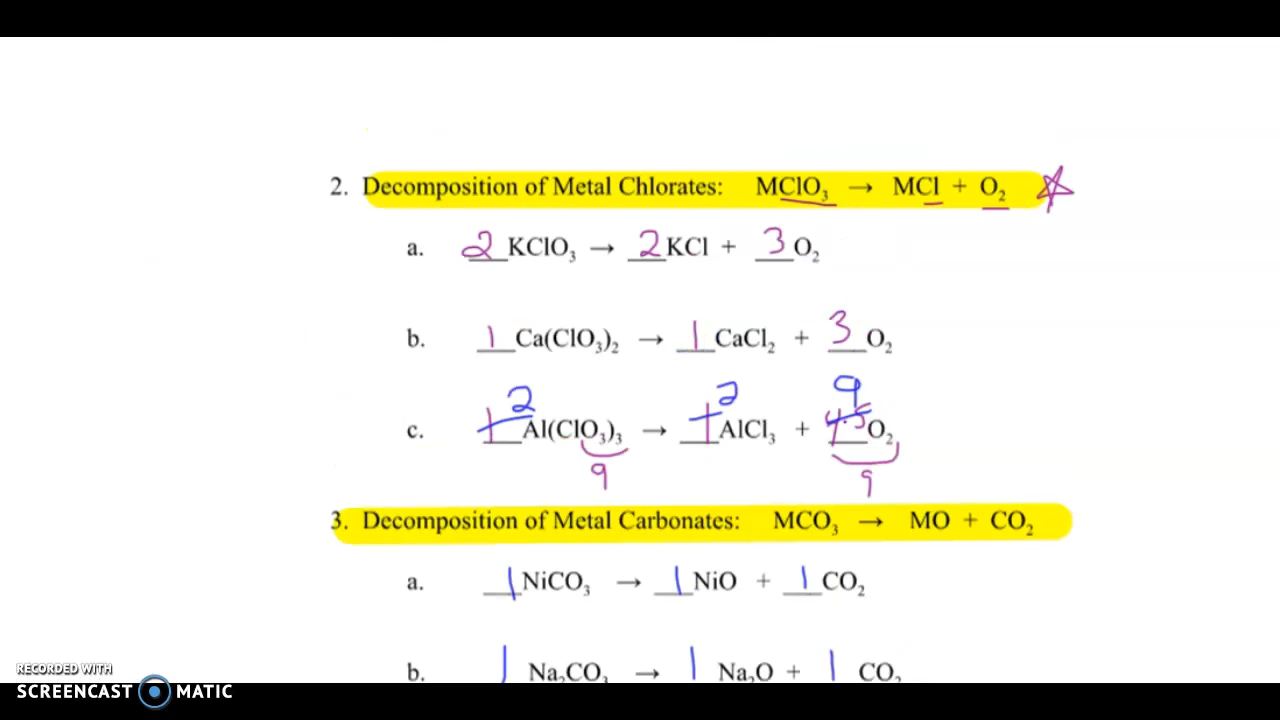 2. Decomposition of Metal Chlorates: MClO₃ → MCl + O₂ ☆
a. 2 KClO₃ → 2 KCl + 3 O₂
b. 1 Ca(ClO₃)₂ → 1 CaCl₂ + 3 O₂
2 2 9
c. 1 Al(ClO₃)₃ → 1 AlCl₃ + 4.5 O₂
9 9
3. Decomposition of Metal Carbonates: MCO₃ → MO + CO₂
a. 1 NiCO₃ → 1 NiO + 1 CO₂
b. 1 Na₂CO₃ → 1 Na₂O + 1 CO₂
RECORDED WITH
SCREENCAST MATIC